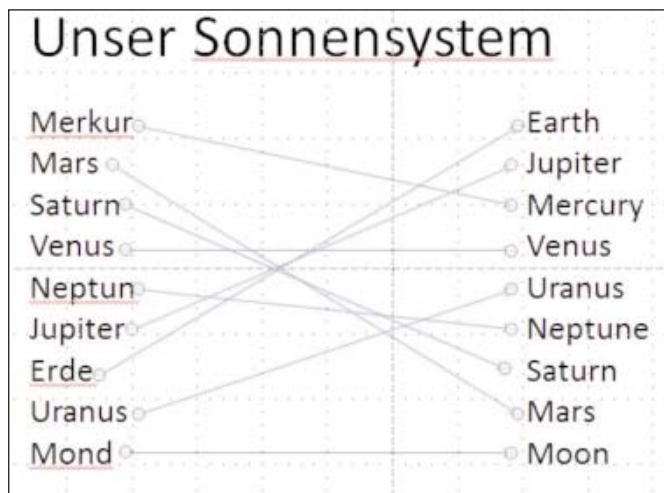 Unser Sonnensystem
Merkur Earth
Mars Jupiter
Saturn Mercury
Venus Venus
Neptun Uranus
Jupiter Neptune
Erde Saturn
Uranus Mars
Mond Moon